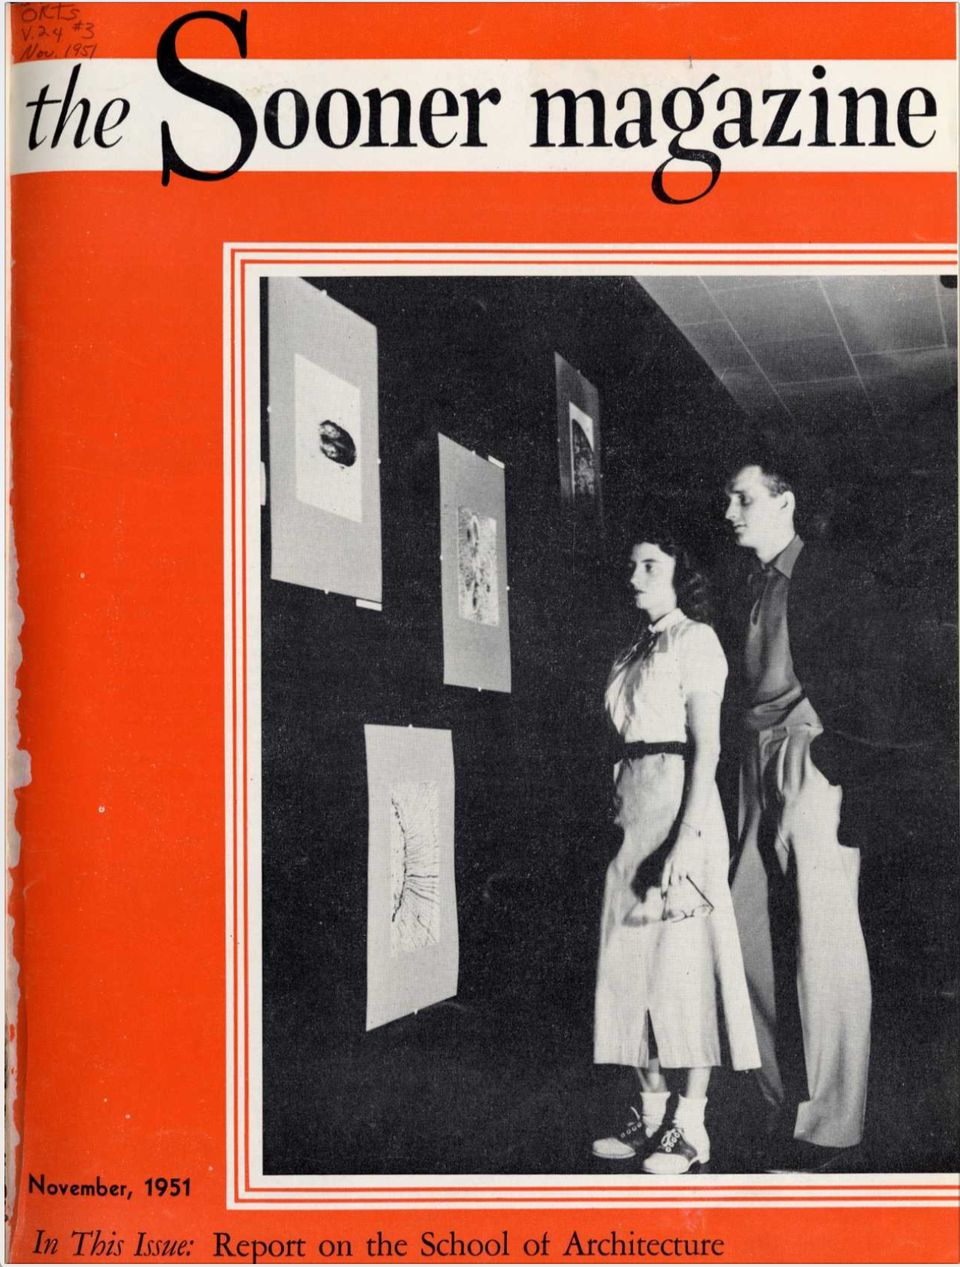 OKTS
V.24 #3
Nov. 1951
the Sooner magazine
November, 1951
In This Issue: Report on the School of Architecture